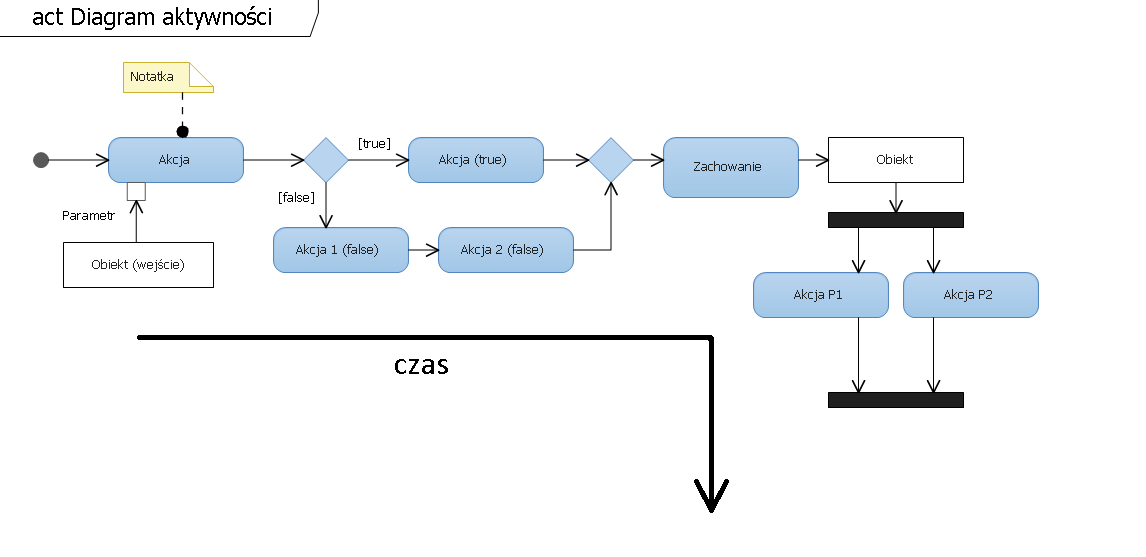 act Diagram aktywności
Notatka
Akcja
[true]
Akcja (true)
Zachowanie
Obiekt
[false]
Parametr
Akcja 1 (false)
Akcja 2 (false)
Obiekt (wejście)
Akcja P1
Akcja P2
czas